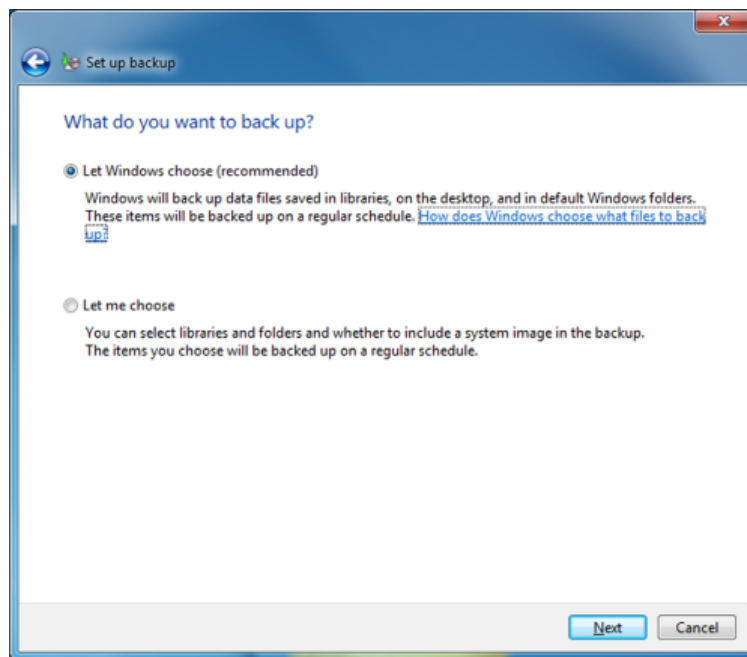 Set up backup
What do you want to back up?
Let Windows choose (recommended)
Windows will back up data files saved in libraries, on the desktop, and in default Windows folders.
These items will be backed up on a regular schedule. How does Windows choose what files to back
up?
Let me choose
You can select libraries and folders and whether to include a system image in the backup.
The items you choose will be backed up on a regular schedule.
Next Cancel